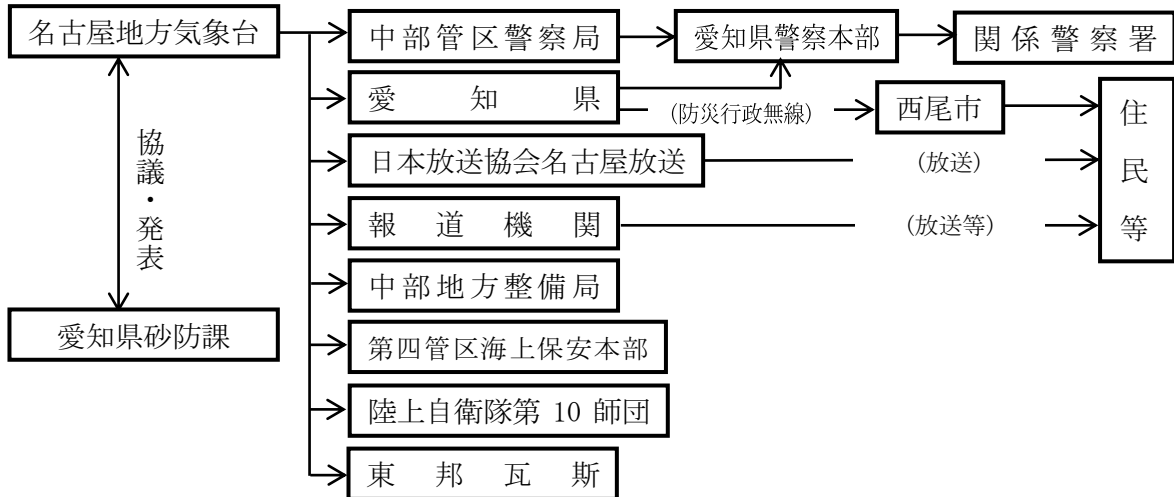 名古屋地方気象台
中部管区警察局
愛知県警察本部
関係警察署
愛知県
(防災行政無線)
西尾市
住民等
協議・発表
日本放送協会名古屋放送
(放送)
報道機関
(放送等)
中部地方整備局
愛知県砂防課
第四管区海上保安本部
陸上自衛隊第 10 師団
東邦瓦斯